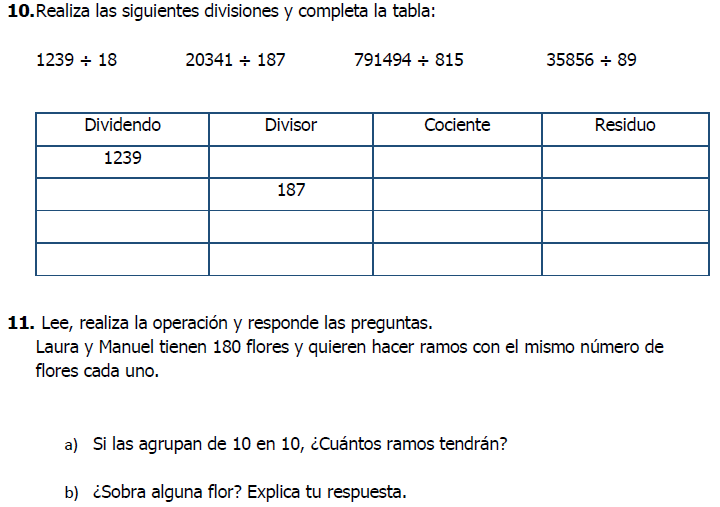 10.Realiza las siguientes divisiones y completa la tabla:
1239 ÷ 18 20341 ÷ 187 791494 ÷ 815 35856 ÷ 89
Dividendo Divisor Cociente Residuo
1239
187
11. Lee, realiza la operación y responde las preguntas.
Laura y Manuel tienen 180 flores y quieren hacer ramos con el mismo número de
flores cada uno.
a) Si las agrupan de 10 en 10, ¿Cuántos ramos tendrán?
b) ¿Sobra alguna flor? Explica tu respuesta.